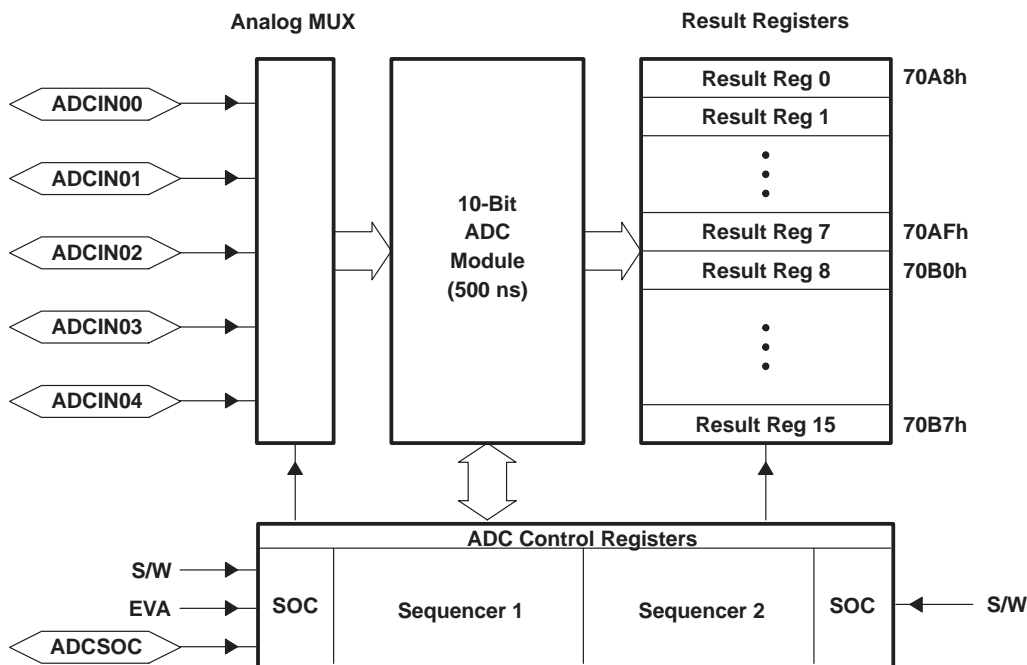 Analog MUX
Result Registers
ADCIN00
ADCIN01
ADCIN02
ADCIN03
ADCIN04
10-Bit
ADC
Module
(500 ns)
Result Reg 0
70A8h
Result Reg 1
Result Reg 7
70AFh
Result Reg 8
70B0h
Result Reg 15
70B7h
ADC Control Registers
S/W
EVA
ADCSOC
SOC
Sequencer 1
Sequencer 2
SOC
S/W